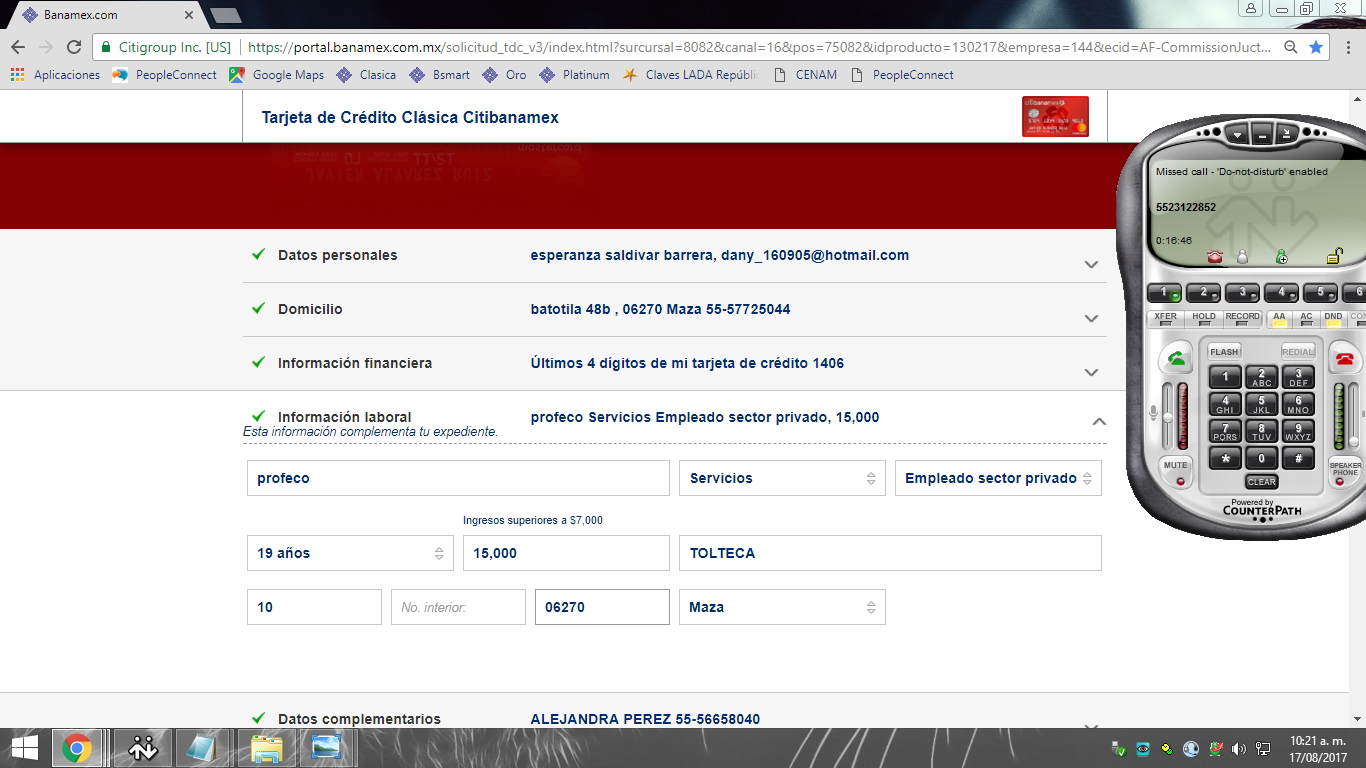 Banamex.com
Citigroup Inc. [US]
https://portal.banamex.com.mx/solicitud_tdc_v3/index.html?surcursal=8082&canal=16&pos=75082&idproducto=130217&empresa=144&ecid=AF-CommissionJuct...
Aplicaciones PeopleConnect Google Maps Clasica Bsmart Oro Platinum Claves LADA Repúbli CENAM PeopleConnect
Tarjeta de Crédito Clásica Citibanamex
Datos personales esperanza saldivar barrera, dany_160905@hotmail.com
Domicilio batotila 48b , 06270 Maza 55-57725044
Información financiera Últimos 4 dígitos de mi tarjeta de crédito 1406
Información laboral profeco Servicios Empleado sector privado, 15,000
Esta información complementa tu expediente.
profeco Servicios Empleado sector privado
Ingresos superiores a $7,000
19 años 15,000 TOLTECA
10 No. interior: 06270 Maza
Datos complementarios ALEJANDRA PEREZ 55-56658040
Missed call - 'Do-not-disturb' enabled
5523122852
0:16:46
1 2 3 4 5 6
XFER HOLD RECORD AA AC DND CON
FLASH REDIAL
1 2 ABC 3 DEF
4 GHI 5 JKL 6 MNO
7 PQRS 8 TUV 9 WXYZ
* 0 #
MUTE SPEAKER PHONE
CLEAR
Powered by
COUNTERPATH
10:21 a. m.
17/08/2017